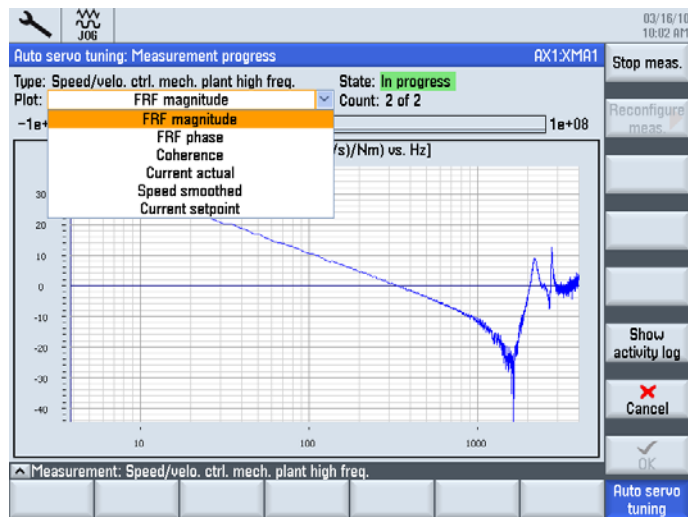 JOG
03/16/10
10:02 AM
Auto servo tuning: Measurement progress
AX1:XMA1
Stop meas.
Type: Speed/velo. ctrl. mech. plant high freq.
State: In progress
Plot: FRF magnitude
Count: 2 of 2
Reconfigure
meas.
-1e+
1e+08
FRF magnitude
FRF phase
Coherence
Current actual
Speed smoothed
Current setpoint
/s)/Nm) vs. Hz]
30
20
10
0
-10
-20
-30
-40
10
100
1000
Show
activity log
Cancel
OK
Measurement: Speed/velo. ctrl. mech. plant high freq.
Auto servo
tuning